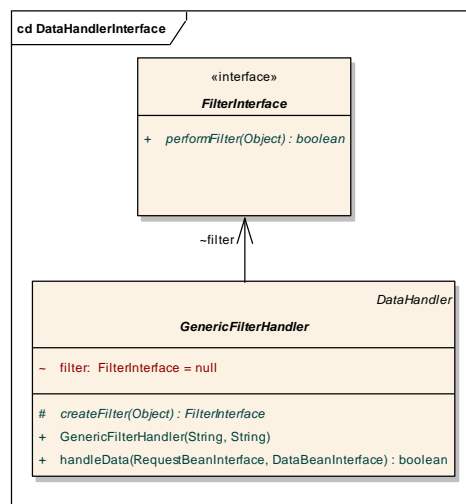 cd DataHandlerInterface
«interface»
FilterInterface
+ performFilter(Object) : boolean
~filter
DataHandler
GenericFilterHandler
~ filter: FilterInterface = null
# createFilter(Object) : FilterInterface
+ GenericFilterHandler(String, String)
+ handleData(RequestBeanInterface, DataBeanInterface) : boolean